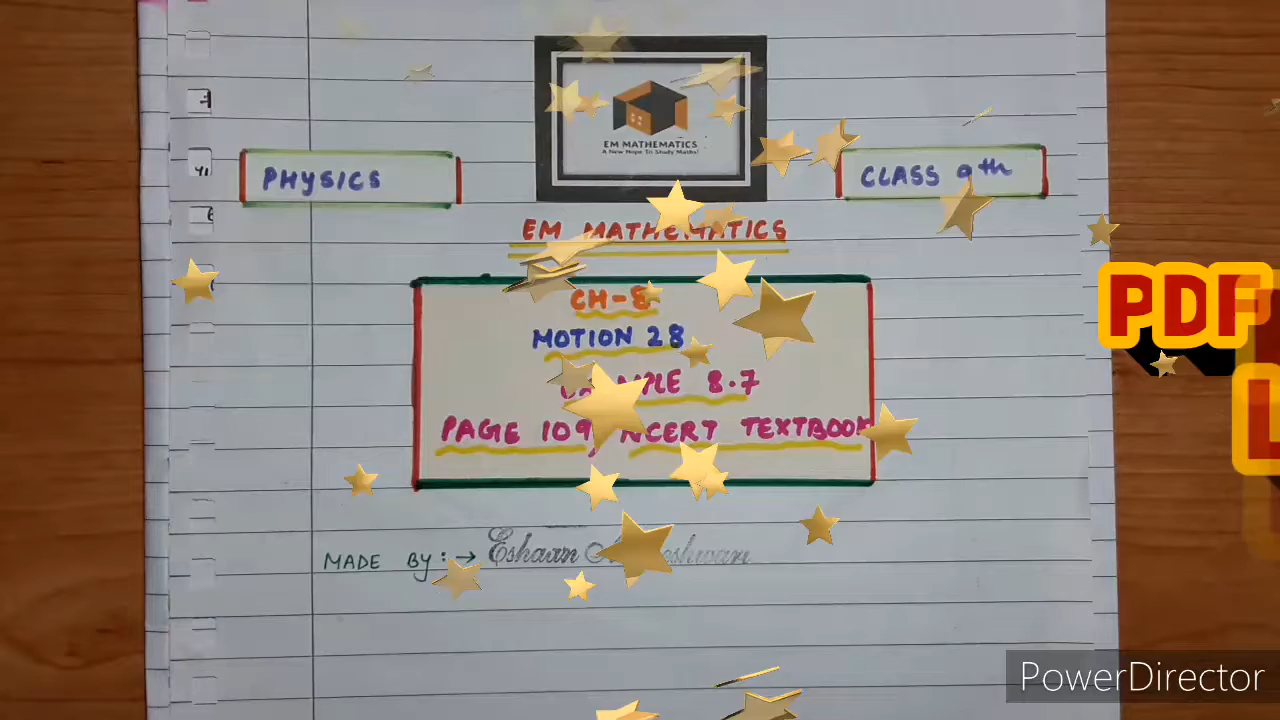 EM MATHEMATICS
A New Hope To Study Maths!
PHYSICS
CLASS 9th
EM MATHEMATICS
CH-8
MOTION 28
8.7
PAGE 109, NCERT TEXTBOOK
PDF
MADE BY:→ Eshaan
PowerDirector